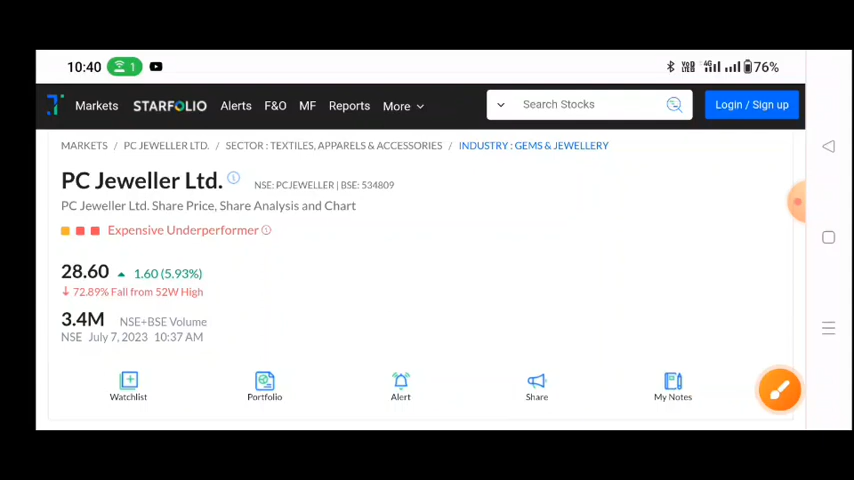 10:40 1 76%
Markets STARFOLIO Alerts F&O MF Reports More Search Stocks Login / Sign up
MARKETS / PC JEWELLER LTD. / SECTOR : TEXTILES, APPARELS & ACCESSORIES / INDUSTRY : GEMS & JEWELLERY
PC Jeweller Ltd. NSE: PCJEWELLER | BSE: 534809
PC Jeweller Ltd. Share Price, Share Analysis and Chart
Expensive Underperformer
28.60 1.60 (5.93%)
72.89% Fall from 52W High
3.4M NSE+BSE Volume
NSE July 7, 2023 10:37 AM
Watchlist Portfolio Alert Share My Notes